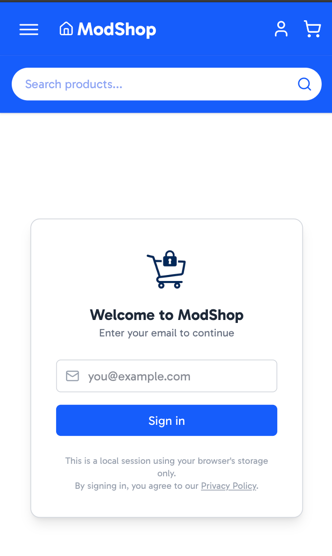 ModShop
Search products...
Welcome to ModShop
Enter your email to continue
you@example.com
Sign in
This is a local session using your browser's storage
only.
By signing in, you agree to our Privacy Policy.